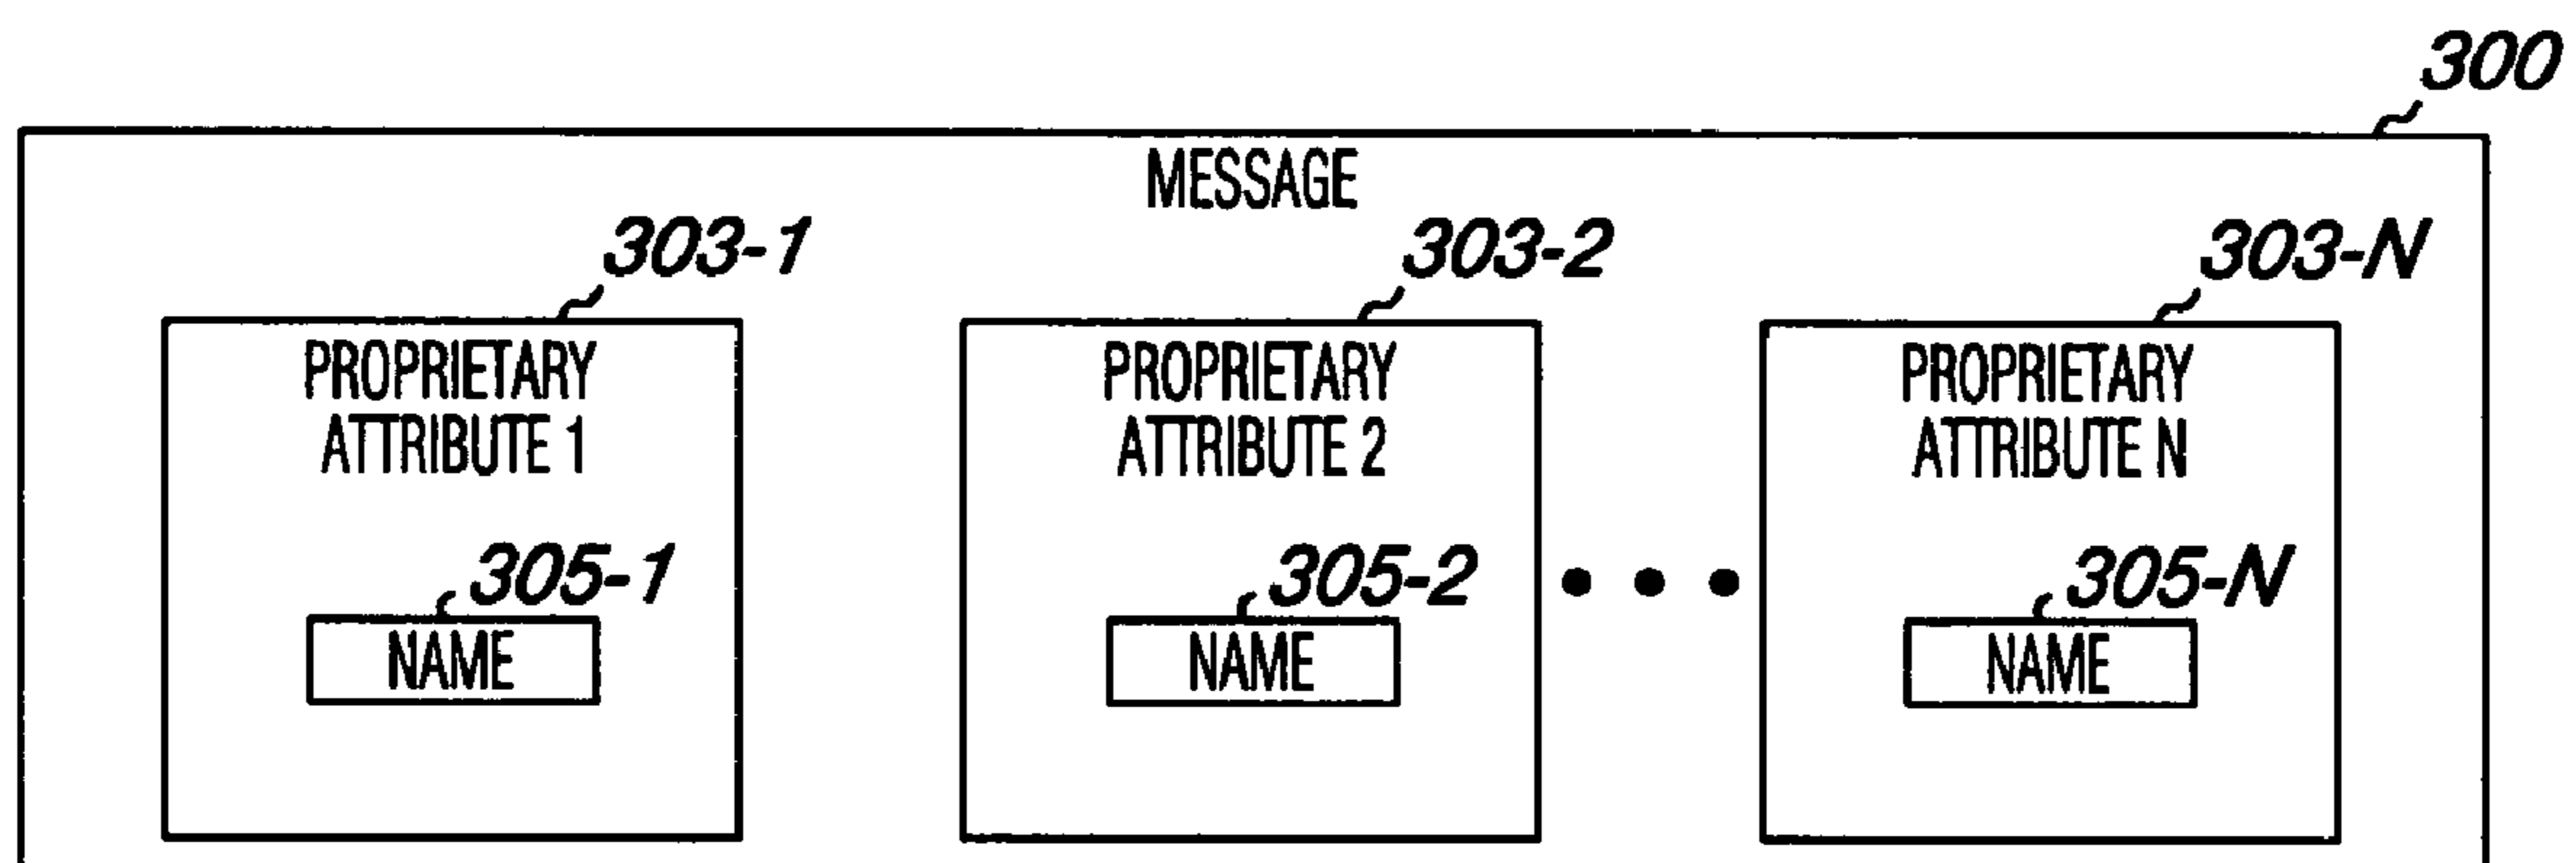 300
MESSAGE
303-1
303-2
303-N
PROPRIETARY
ATTRIBUTE 1
PROPRIETARY
ATTRIBUTE 2
PROPRIETARY
ATTRIBUTE N
305-1
305-2
305-N
NAME
NAME
NAME